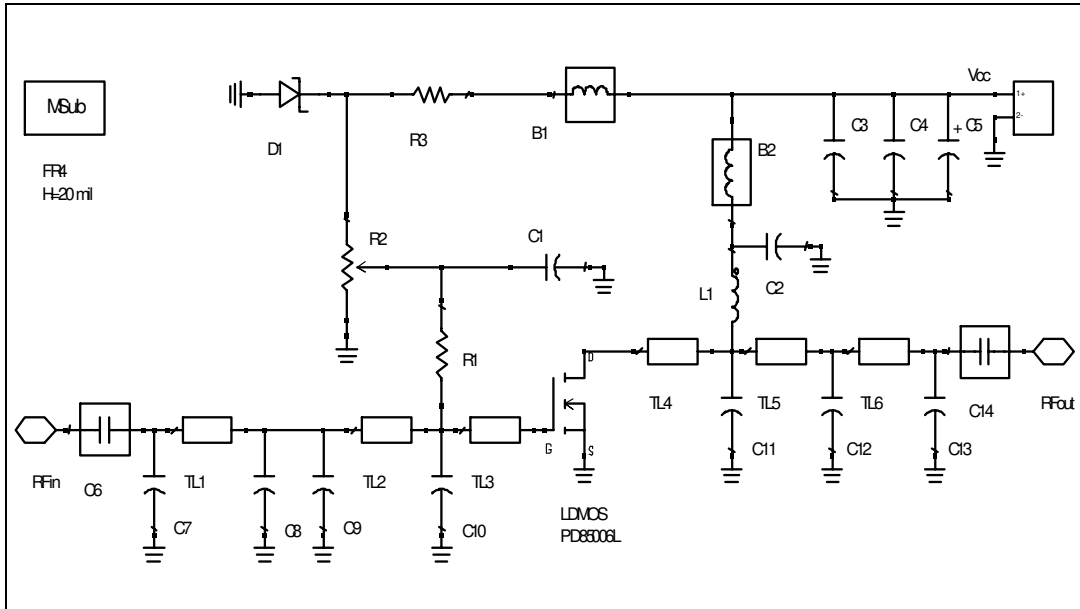 Vcc
MSub
1+
2-
C3
C4
+ C5
D1
R3
B1
B2
FR4
H=20 mil
R2
C1
L1
C2
R1
D
G
S
RFin
C6
TL1
TL2
TL3
TL4
TL5
TL6
C14
RFout
C7
C8
C9
C10
C11
C12
C13
LDMOS
PD85006L